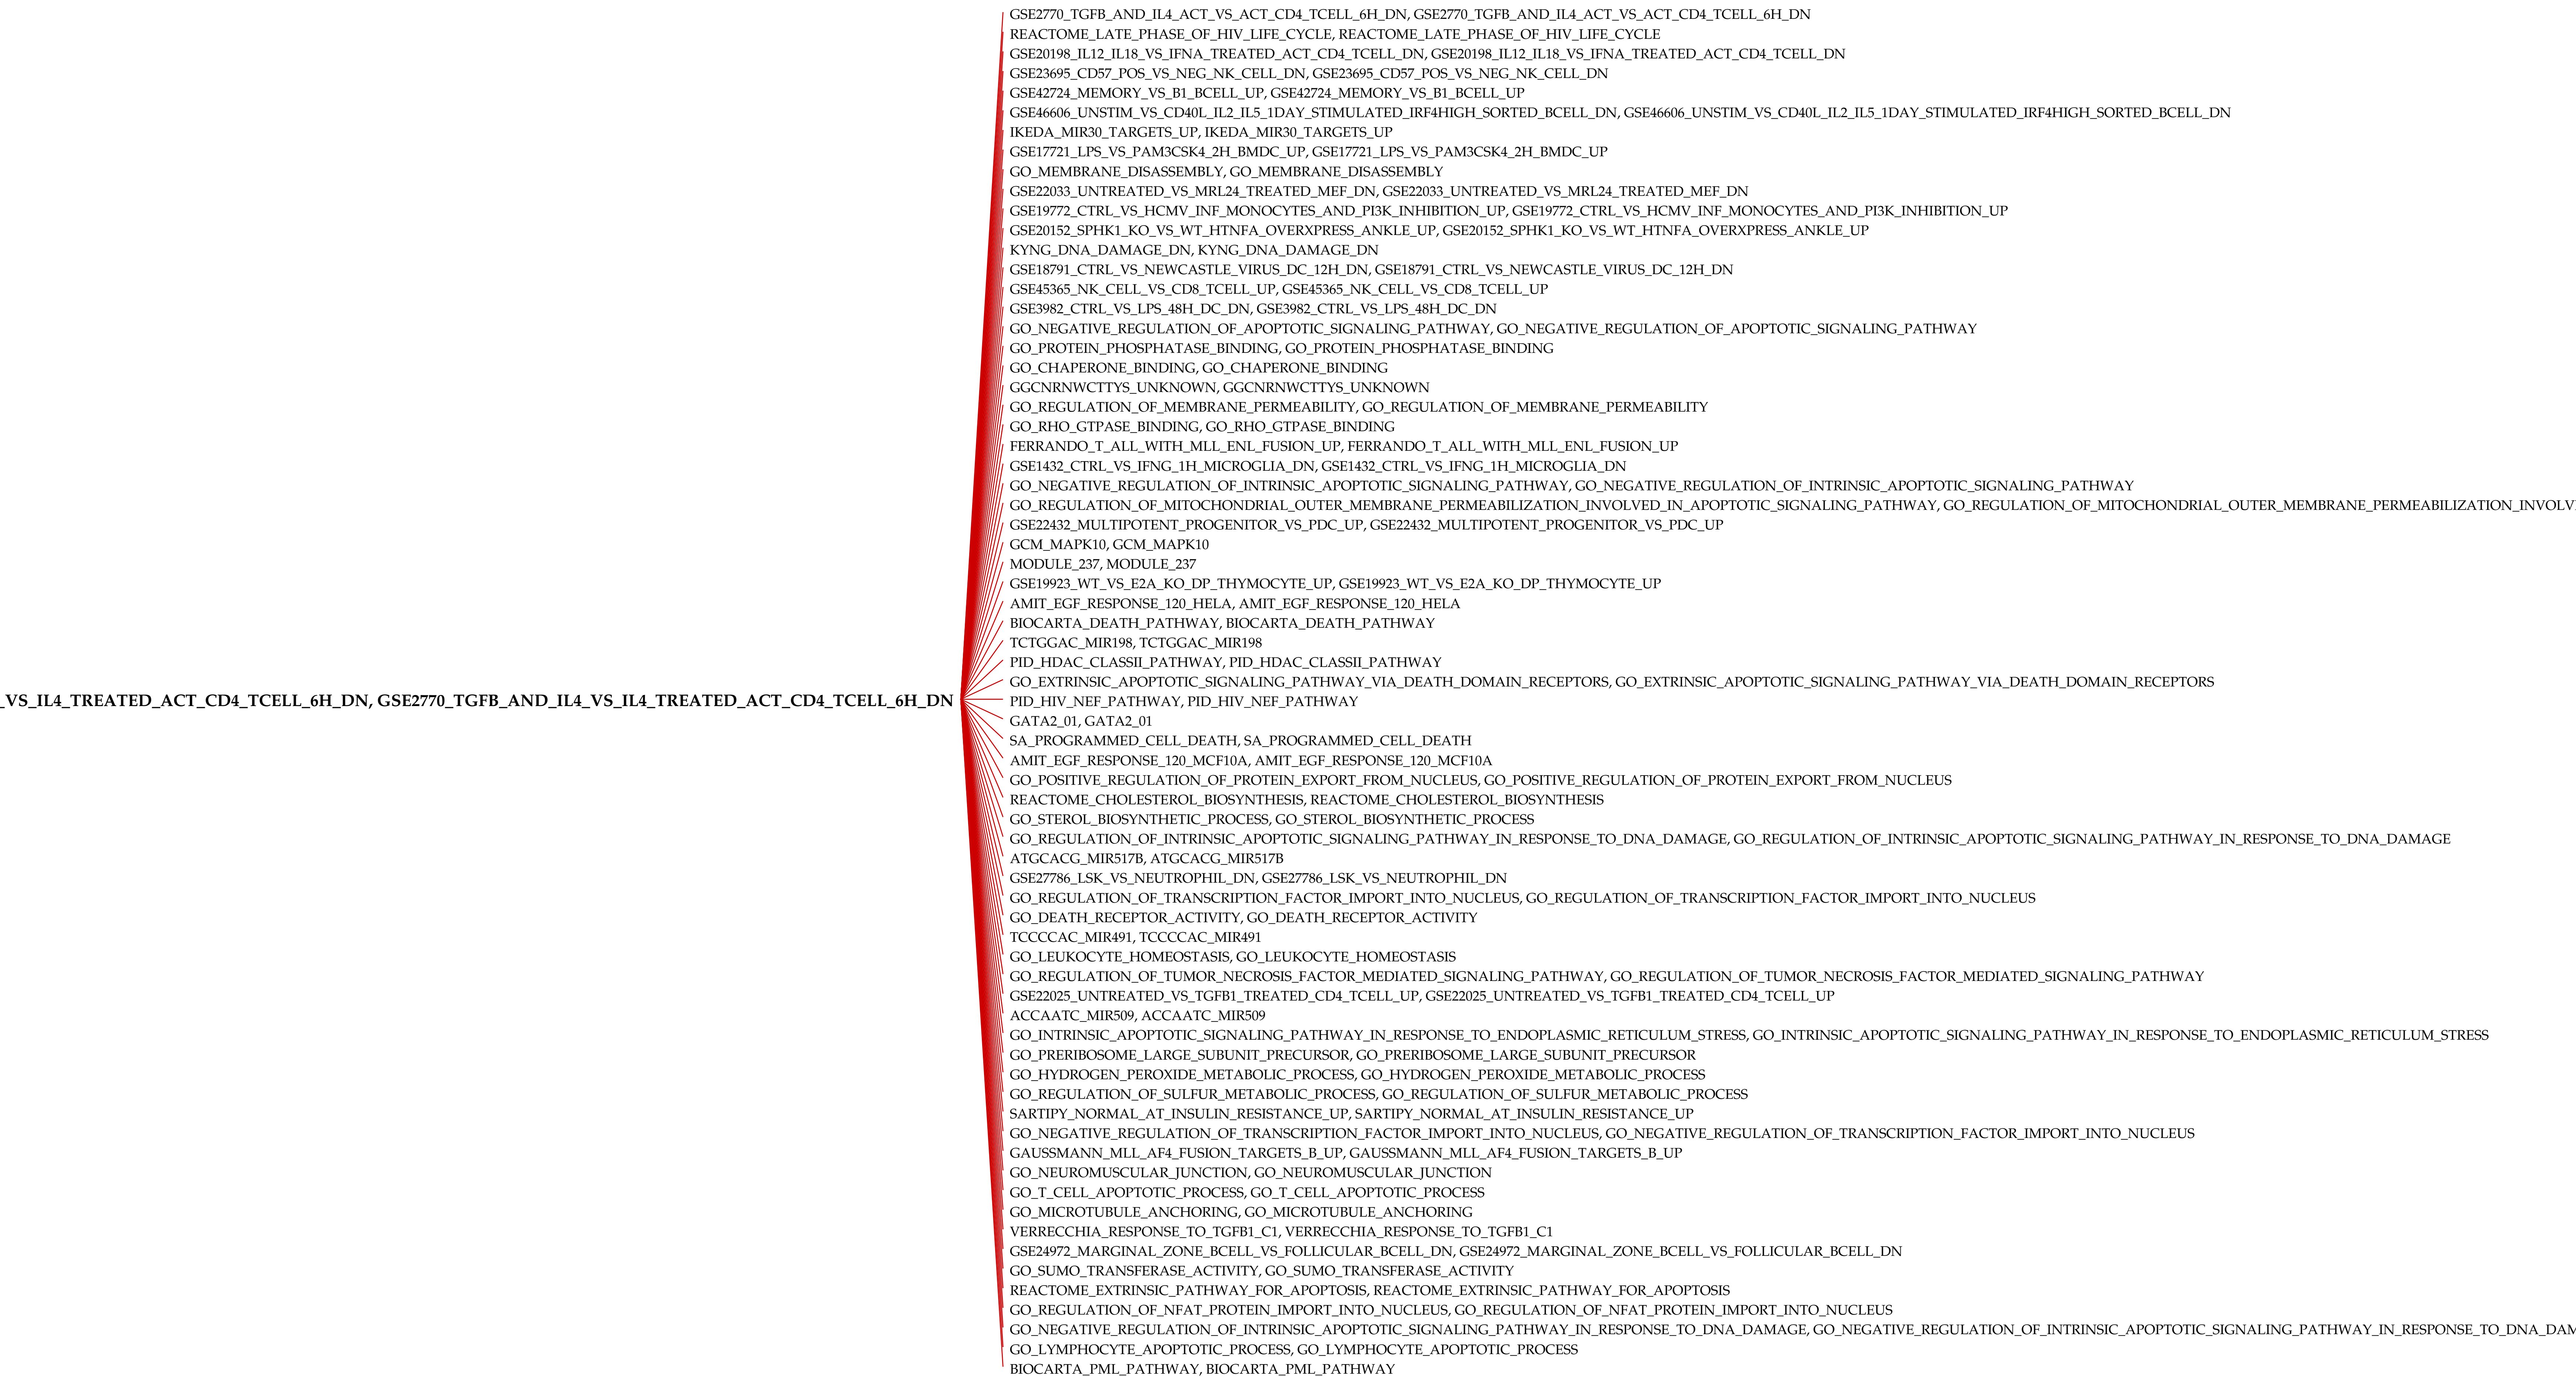 GSE2770_TGFB_AND_IL4_ACT_VS_ACT_CD4_TCELL_6H_DN, GSE2770_TGFB_AND_IL4_ACT_VS_ACT_CD4_TCELL_6H_DN
REACTOME_LATE_PHASE_OF_HIV_LIFE_CYCLE, REACTOME_LATE_PHASE_OF_HIV_LIFE_CYCLE
GSE20198_IL12_IL18_VS_IFNA_TREATED_ACT_CD4_TCELL_DN, GSE20198_IL12_IL18_VS_IFNA_TREATED_ACT_CD4_TCELL_DN
GSE23695_CD57_POS_VS_NEG_NK_CELL_DN, GSE23695_CD57_POS_VS_NEG_NK_CELL_DN
GSE42724_MEMORY_VS_B1_BCELL_UP, GSE42724_MEMORY_VS_B1_BCELL_UP
GSE46606_UNSTIM_VS_CD40L_IL2_IL5_1DAY_STIMULATED_IRF4HIGH_SORTED_BCELL_DN, GSE46606_UNSTIM_VS_CD40L_IL2_IL5_1DAY_STIMULATED_IRF4HIGH_SORTED_BCELL_DN
IKEDA_MIR30_TARGETS_UP, IKEDA_MIR30_TARGETS_UP
GSE17721_LPS_VS_PAM3CSK4_2H_BMDC_UP, GSE17721_LPS_VS_PAM3CSK4_2H_BMDC_UP
GO_MEMBRANE_DISASSEMBLY, GO_MEMBRANE_DISASSEMBLY
GSE22033_UNTREATED_VS_MRL24_TREATED_MEF_DN, GSE22033_UNTREATED_VS_MRL24_TREATED_MEF_DN
GSE19772_CTRL_VS_HCMV_INF_MONOCYTES_AND_PI3K_INHIBITION_UP, GSE19772_CTRL_VS_HCMV_INF_MONOCYTES_AND_PI3K_INHIBITION_UP
GSE20152_SPHK1_KO_VS_WT_HTNFA_OVERXPRESS_ANKLE_UP, GSE20152_SPHK1_KO_VS_WT_HTNFA_OVERXPRESS_ANKLE_UP
KYNG_DNA_DAMAGE_DN, KYNG_DNA_DAMAGE_DN
GSE18791_CTRL_VS_NEWCASTLE_VIRUS_DC_12H_DN, GSE18791_CTRL_VS_NEWCASTLE_VIRUS_DC_12H_DN
GSE45365_NK_CELL_VS_CD8_TCELL_UP, GSE45365_NK_CELL_VS_CD8_TCELL_UP
GSE3982_CTRL_VS_LPS_48H_DC_DN, GSE3982_CTRL_VS_LPS_48H_DC_DN
GO_NEGATIVE_REGULATION_OF_APOPTOTIC_SIGNALING_PATHWAY, GO_NEGATIVE_REGULATION_OF_APOPTOTIC_SIGNALING_PATHWAY
GO_PROTEIN_PHOSPHATASE_BINDING, GO_PROTEIN_PHOSPHATASE_BINDING
GO_CHAPERONE_BINDING, GO_CHAPERONE_BINDING
GGCNRNWCTTYS_UNKNOWN, GGCNRNWCTTYS_UNKNOWN
GO_REGULATION_OF_MEMBRANE_PERMEABILITY, GO_REGULATION_OF_MEMBRANE_PERMEABILITY
GO_RHO_GTPASE_BINDING, GO_RHO_GTPASE_BINDING
FERRANDO_T_ALL_WITH_MLL_ENL_FUSION_UP, FERRANDO_T_ALL_WITH_MLL_ENL_FUSION_UP
GSE1432_CTRL_VS_IFNG_1H_MICROGLIA_DN, GSE1432_CTRL_VS_IFNG_1H_MICROGLIA_DN
GO_NEGATIVE_REGULATION_OF_INTRINSIC_APOPTOTIC_SIGNALING_PATHWAY, GO_NEGATIVE_REGULATION_OF_INTRINSIC_APOPTOTIC_SIGNALING_PATHWAY
GO_REGULATION_OF_MITOCHONDRIAL_OUTER_MEMBRANE_PERMEABILIZATION_INVOLVED_IN_APOPTOTIC_SIGNALING_PATHWAY, GO_REGULATION_OF_MITOCHONDRIAL_OUTER_MEMBRANE_PERMEABILIZATION_INVOLV
GSE22432_MULTIPOTENT_PROGENITOR_VS_PDC_UP, GSE22432_MULTIPOTENT_PROGENITOR_VS_PDC_UP
GCM_MAPK10, GCM_MAPK10
MODULE_237, MODULE_237
GSE19923_WT_VS_E2A_KO_DP_THYMOCYTE_UP, GSE19923_WT_VS_E2A_KO_DP_THYMOCYTE_UP
AMIT_EGF_RESPONSE_120_HELA, AMIT_EGF_RESPONSE_120_HELA
BIOCARTA_DEATH_PATHWAY, BIOCARTA_DEATH_PATHWAY
TCTGGAC_MIR198, TCTGGAC_MIR198
PID_HDAC_CLASSII_PATHWAY, PID_HDAC_CLASSII_PATHWAY
GO_EXTRINSIC_APOPTOTIC_SIGNALING_PATHWAY_VIA_DEATH_DOMAIN_RECEPTORS, GO_EXTRINSIC_APOPTOTIC_SIGNALING_PATHWAY_VIA_DEATH_DOMAIN_RECEPTORS
_VS_IL4_TREATED_ACT_CD4_TCELL_6H_DN, GSE2770_TGFB_AND_IL4_VS_IL4_TREATED_ACT_CD4_TCELL_6H_DN
PID_HIV_NEF_PATHWAY, PID_HIV_NEF_PATHWAY
GATA2_01, GATA2_01
SA_PROGRAMMED_CELL_DEATH, SA_PROGRAMMED_CELL_DEATH
AMIT_EGF_RESPONSE_120_MCF10A, AMIT_EGF_RESPONSE_120_MCF10A
GO_POSITIVE_REGULATION_OF_PROTEIN_EXPORT_FROM_NUCLEUS, GO_POSITIVE_REGULATION_OF_PROTEIN_EXPORT_FROM_NUCLEUS
REACTOME_CHOLESTEROL_BIOSYNTHESIS, REACTOME_CHOLESTEROL_BIOSYNTHESIS
GO_STEROL_BIOSYNTHETIC_PROCESS, GO_STEROL_BIOSYNTHETIC_PROCESS
GO_REGULATION_OF_INTRINSIC_APOPTOTIC_SIGNALING_PATHWAY_IN_RESPONSE_TO_DNA_DAMAGE, GO_REGULATION_OF_INTRINSIC_APOPTOTIC_SIGNALING_PATHWAY_IN_RESPONSE_TO_DNA_DAMAGE
ATGCACG_MIR517B, ATGCACG_MIR517B
GSE27786_LSK_VS_NEUTROPHIL_DN, GSE27786_LSK_VS_NEUTROPHIL_DN
GO_REGULATION_OF_TRANSCRIPTION_FACTOR_IMPORT_INTO_NUCLEUS, GO_REGULATION_OF_TRANSCRIPTION_FACTOR_IMPORT_INTO_NUCLEUS
GO_DEATH_RECEPTOR_ACTIVITY, GO_DEATH_RECEPTOR_ACTIVITY
TCCCCAC_MIR491, TCCCCAC_MIR491
GO_LEUKOCYTE_HOMEOSTASIS, GO_LEUKOCYTE_HOMEOSTASIS
GO_REGULATION_OF_TUMOR_NECROSIS_FACTOR_MEDIATED_SIGNALING_PATHWAY, GO_REGULATION_OF_TUMOR_NECROSIS_FACTOR_MEDIATED_SIGNALING_PATHWAY
GSE22025_UNTREATED_VS_TGFB1_TREATED_CD4_TCELL_UP, GSE22025_UNTREATED_VS_TGFB1_TREATED_CD4_TCELL_UP
ACCAATC_MIR509, ACCAATC_MIR509
GO_INTRINSIC_APOPTOTIC_SIGNALING_PATHWAY_IN_RESPONSE_TO_ENDOPLASMIC_RETICULUM_STRESS, GO_INTRINSIC_APOPTOTIC_SIGNALING_PATHWAY_IN_RESPONSE_TO_ENDOPLASMIC_RETICULUM_STRESS
GO_PRERIBOSOME_LARGE_SUBUNIT_PRECURSOR, GO_PRERIBOSOME_LARGE_SUBUNIT_PRECURSOR
GO_HYDROGEN_PEROXIDE_METABOLIC_PROCESS, GO_HYDROGEN_PEROXIDE_METABOLIC_PROCESS
GO_REGULATION_OF_SULFUR_METABOLIC_PROCESS, GO_REGULATION_OF_SULFUR_METABOLIC_PROCESS
SARTIPY_NORMAL_AT_INSULIN_RESISTANCE_UP, SARTIPY_NORMAL_AT_INSULIN_RESISTANCE_UP
GO_NEGATIVE_REGULATION_OF_TRANSCRIPTION_FACTOR_IMPORT_INTO_NUCLEUS, GO_NEGATIVE_REGULATION_OF_TRANSCRIPTION_FACTOR_IMPORT_INTO_NUCLEUS
GAUSSMANN_MLL_AF4_FUSION_TARGETS_B_UP, GAUSSMANN_MLL_AF4_FUSION_TARGETS_B_UP
GO_NEUROMUSCULAR_JUNCTION, GO_NEUROMUSCULAR_JUNCTION
GO_T_CELL_APOPTOTIC_PROCESS, GO_T_CELL_APOPTOTIC_PROCESS
GO_MICROTUBULE_ANCHORING, GO_MICROTUBULE_ANCHORING
VERRECCHIA_RESPONSE_TO_TGFB1_C1, VERRECCHIA_RESPONSE_TO_TGFB1_C1
GSE24972_MARGINAL_ZONE_BCELL_VS_FOLLICULAR_BCELL_DN, GSE24972_MARGINAL_ZONE_BCELL_VS_FOLLICULAR_BCELL_DN
GO_SUMO_TRANSFERASE_ACTIVITY, GO_SUMO_TRANSFERASE_ACTIVITY
REACTOME_EXTRINSIC_PATHWAY_FOR_APOPTOSIS, REACTOME_EXTRINSIC_PATHWAY_FOR_APOPTOSIS
GO_REGULATION_OF_NFAT_PROTEIN_IMPORT_INTO_NUCLEUS, GO_REGULATION_OF_NFAT_PROTEIN_IMPORT_INTO_NUCLEUS
GO_NEGATIVE_REGULATION_OF_INTRINSIC_APOPTOTIC_SIGNALING_PATHWAY_IN_RESPONSE_TO_DNA_DAMAGE, GO_NEGATIVE_REGULATION_OF_INTRINSIC_APOPTOTIC_SIGNALING_PATHWAY_IN_RESPONSE_TO_DNA_DAM
GO_LYMPHOCYTE_APOPTOTIC_PROCESS, GO_LYMPHOCYTE_APOPTOTIC_PROCESS
BIOCARTA_PML_PATHWAY, BIOCARTA_PML_PATHWAY